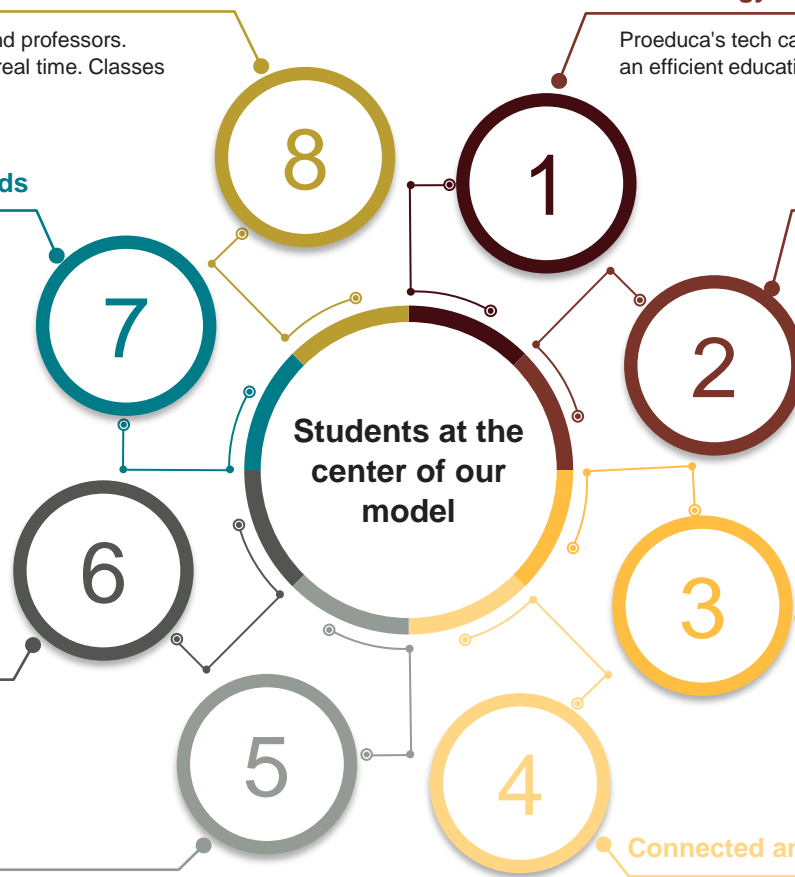 nd professors.
real time. Classes
Proeduca's tech ca
an efficient educati
8
1
ds
7
2
Students at the
center of our
model
6
3
5
4
Connected an